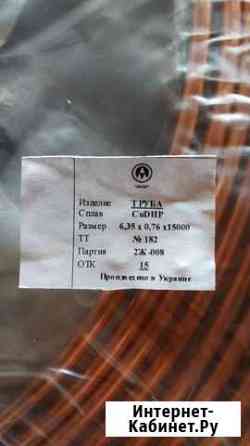 Изделие ТРУБА
Сплав CuDHP
Размер 6,35 x 0,76 x15000
ТТ № 182
Партия 2Ж-008
ОТК 15
Произведено в Украине
Интернет-
Кабинет.Ру